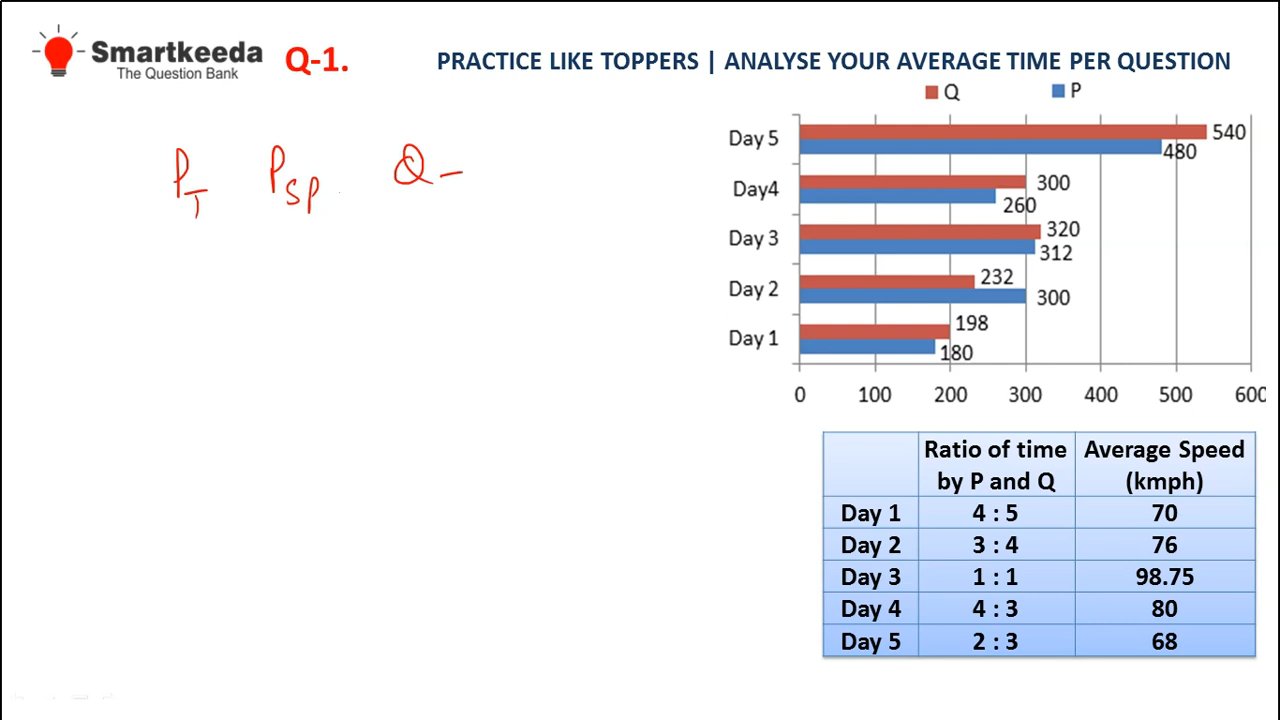 Smartkeeda
The Question Bank
Q-1.
PRACTICE LIKE TOPPERS | ANALYSE YOUR AVERAGE TIME PER QUESTION
Q P
P_T P_SP Q -
Day 5 540
480
Day4 300
260
Day 3 320
312
Day 2 232
300
Day 1 198
180
0 100 200 300 400 500 600
Ratio of time by P and Q Average Speed (kmph)
Day 1 4 : 5 70
Day 2 3 : 4 76
Day 3 1 : 1 98.75
Day 4 4 : 3 80
Day 5 2 : 3 68